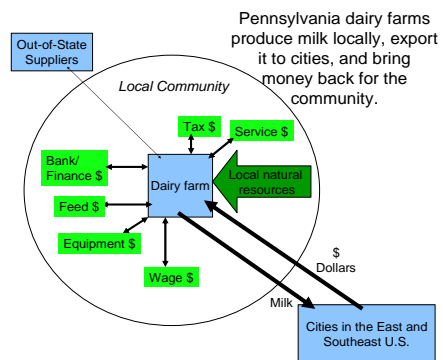 Pennsylvania dairy farms
produce milk locally, export
it to cities, and bring
money back for the
community.
Out-of-State
Suppliers
Local Community
Tax $
Service $
Bank/
Finance $
Dairy farm
Local natural
resources
Feed $
Equipment $
Wage $
$
Dollars
Milk
Cities in the East and
Southeast U.S.